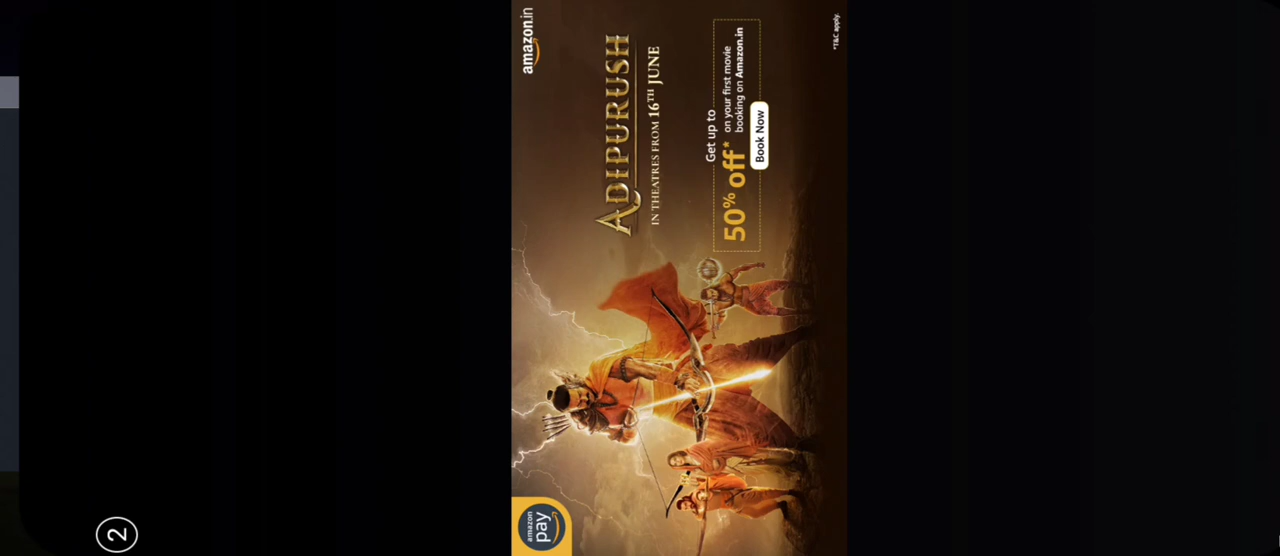 amazon.in
ADIPURUSH
IN THEATRES FROM 16TH JUNE
Get up to
50% off*
on your first movie
booking on Amazon.in
Book Now
*T&C apply.
amazon
pay
2